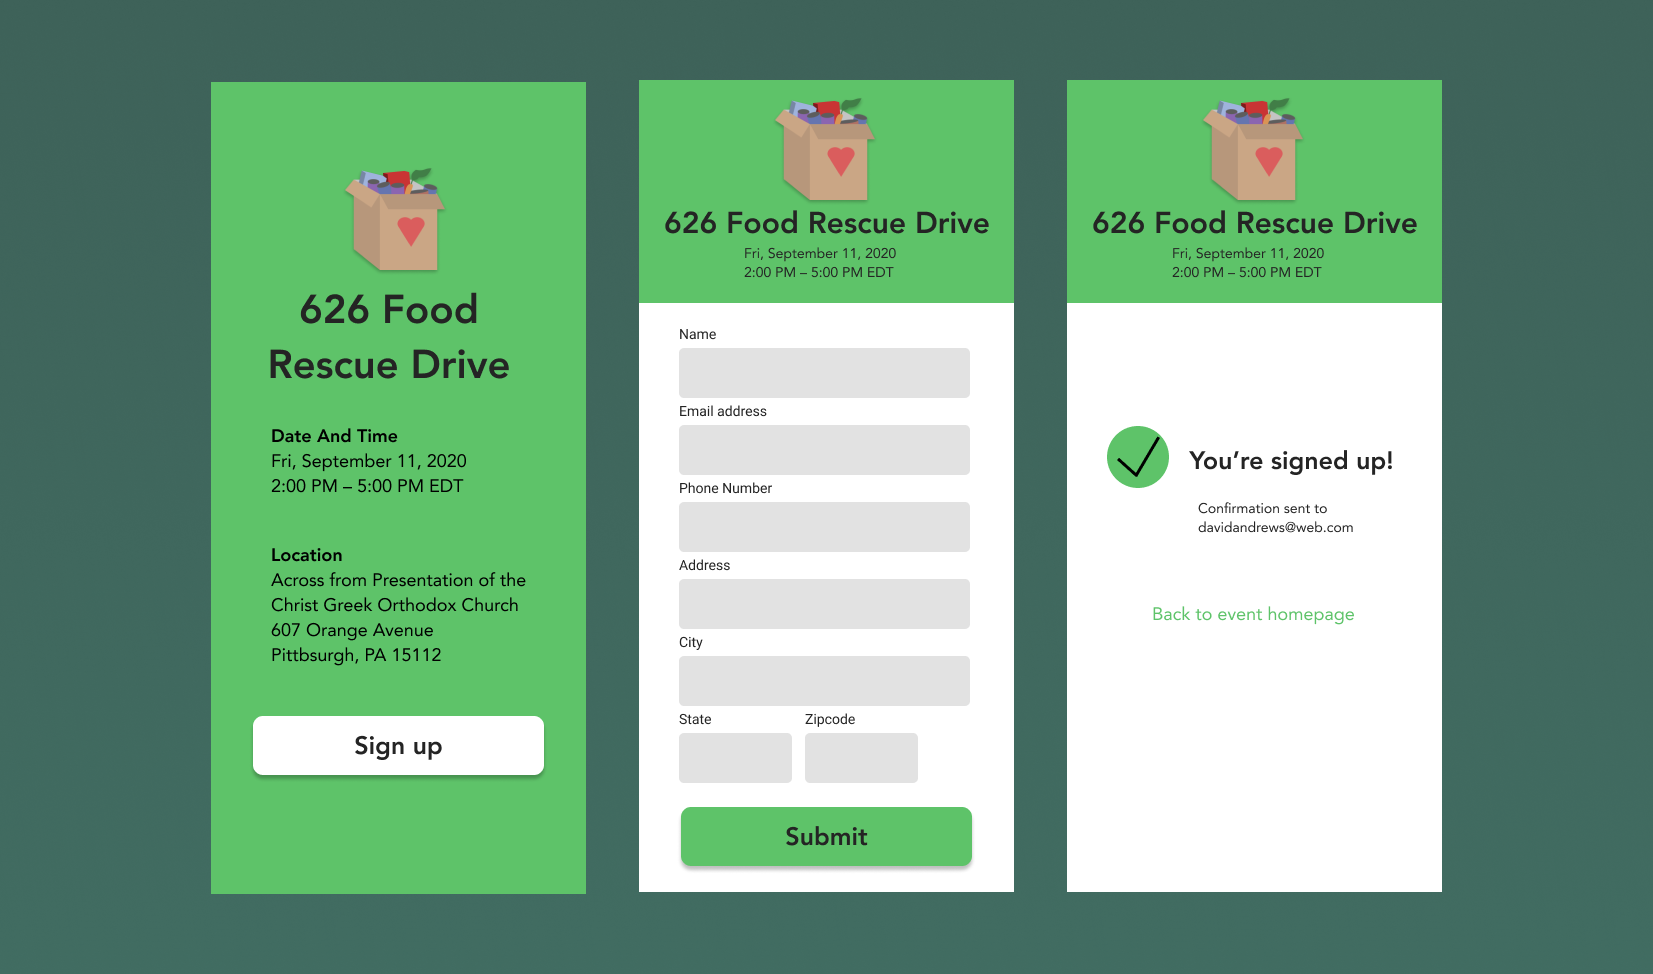 626 Food
Rescue Drive
Date And Time
Fri, September 11, 2020
2:00 PM – 5:00 PM EDT
Location
Across from Presentation of the
Christ Greek Orthodox Church
607 Orange Avenue
Pittbsurgh, PA 15112
Sign up
626 Food Rescue Drive
Fri, September 11, 2020
2:00 PM – 5:00 PM EDT
Name
Email address
Phone Number
Address
City
State
Zipcode
Submit
626 Food Rescue Drive
Fri, September 11, 2020
2:00 PM – 5:00 PM EDT
You’re signed up!
Confirmation sent to
davidandrews@web.com
Back to event homepage